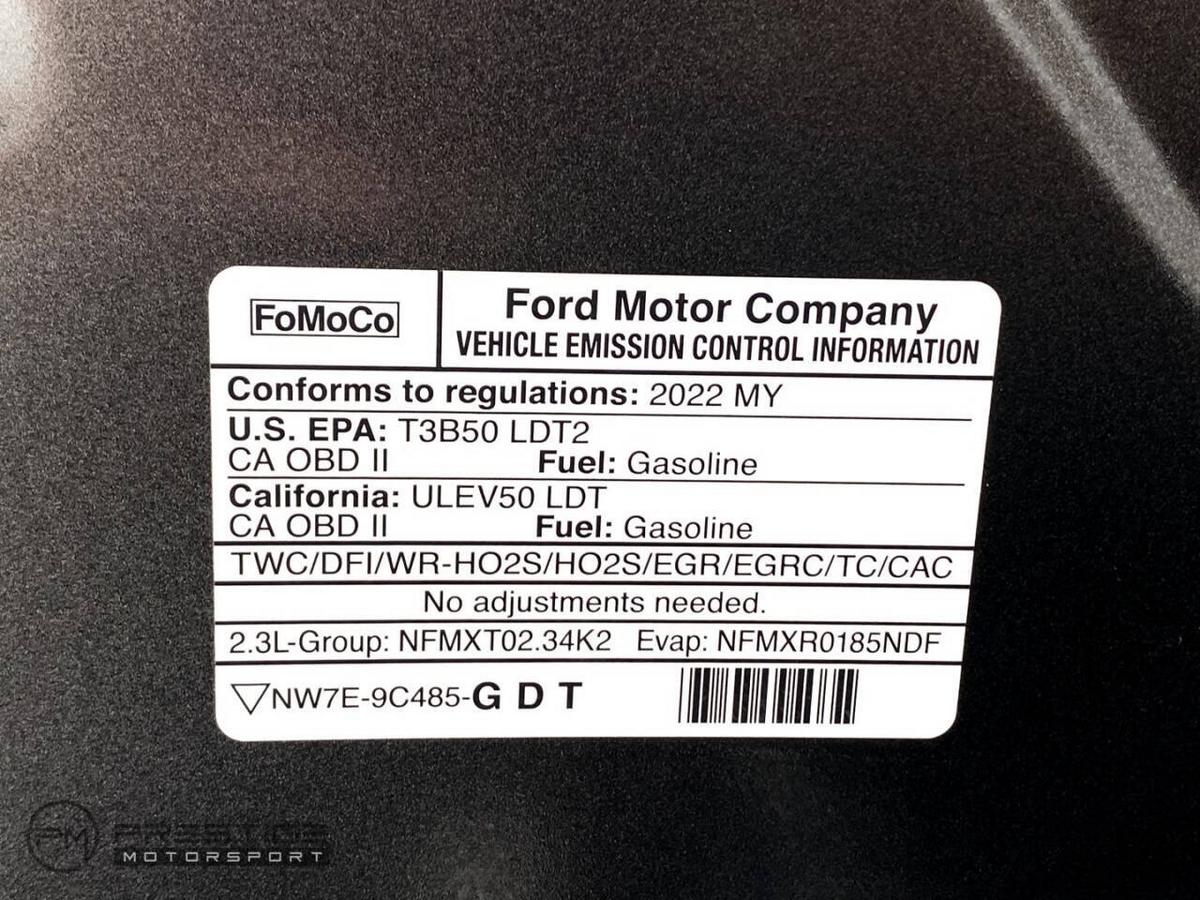 FoMoCo
Ford Motor Company
VEHICLE EMISSION CONTROL INFORMATION
Conforms to regulations: 2022 MY
U.S. EPA: T3B50 LDT2
CA OBD II Fuel: Gasoline
California: ULEV50 LDT
CA OBD II Fuel: Gasoline
TWC/DFI/WR-HO2S/HO2S/EGR/EGRC/TC/CAC
No adjustments needed.
2.3L-Group: NFMXT02.34K2 Evap: NFMXR0185NDF
NW7E-9C485-G D T
PM PRESTIGE
MOTORSPORT